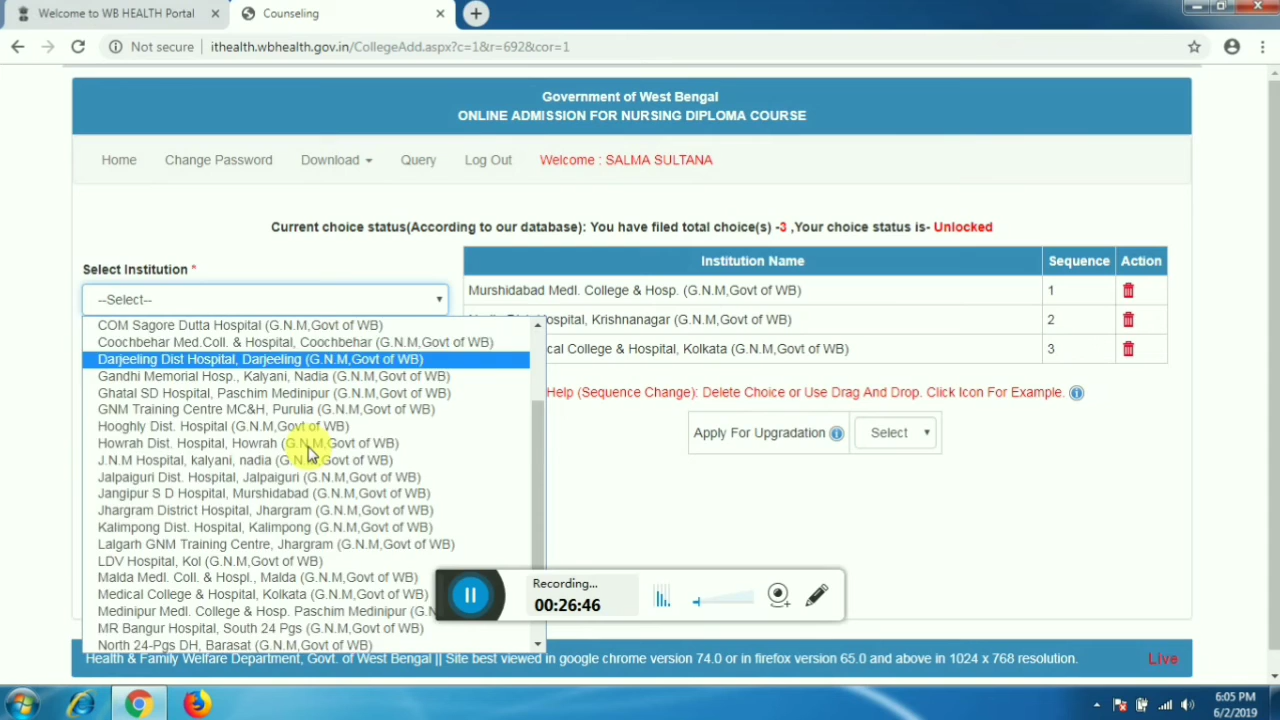 Welcome to WB HEALTH Portal
Counseling
Not secure | ithealth.wbhealth.gov.in/CollegeAdd.aspx?c=1&r=692&cor=1
Government of West Bengal
ONLINE ADMISSION FOR NURSING DIPLOMA COURSE
Home Change Password Download Query Log Out Welcome : SALMA SULTANA
Current choice status(According to our database): You have filed total choice(s) -3 ,Your choice status is- Unlocked
Select Institution *
--Select--
COM Sagore Dutta Hospital (G.N.M,Govt of WB)
Coochbehar Med.Coll. & Hospital, Coochbehar (G.N.M,Govt of WB)
Darjeeling Dist Hospital, Darjeeling (G.N.M,Govt of WB)
Gandhi Memorial Hosp., Kalyani, Nadia (G.N.M,Govt of WB)
Ghatal SD Hospital, Paschim Medinipur (G.N.M,Govt of WB)
GNM Training Centre MC&H, Purulia (G.N.M,Govt of WB)
Hooghly Dist. Hospital (G.N.M,Govt of WB)
Howrah Dist. Hospital, Howrah (G.N.M,Govt of WB)
J.N.M Hospital, kalyani, nadia (G.N.M,Govt of WB)
Jalpaiguri Dist. Hospital, Jalpaiguri (G.N.M,Govt of WB)
Jangipur S D Hospital, Murshidabad (G.N.M,Govt of WB)
Jhargram District Hospital, Jhargram (G.N.M,Govt of WB)
Kalimpong Dist. Hospital, Kalimpong (G.N.M,Govt of WB)
Lalgarh GNM Training Centre, Jhargram (G.N.M,Govt of WB)
LDV Hospital, Kol (G.N.M,Govt of WB)
Malda Medl. Coll. & Hospl., Malda (G.N.M,Govt of WB)
Medical College & Hospital, Kolkata (G.N.M,Govt of WB)
Medinipur Medl. College & Hosp. Paschim Medinipur (G.N
MR Bangur Hospital, South 24 Pgs (G.N.M,Govt of WB)
North 24-Pgs DH, Barasat (G.N.M,Govt of WB)
Institution Name Sequence Action
Murshidabad Medl. College & Hosp. (G.N.M,Govt of WB) 1
ospital, Krishnanagar (G.N.M,Govt of WB) 2
cal College & Hospital, Kolkata (G.N.M,Govt of WB) 3
Help (Sequence Change): Delete Choice or Use Drag And Drop. Click Icon For Example.
Apply For Upgradation Select
Recording...
00:26:46
Health & Family Welfare Department, Govt. of West Bengal || Site best viewed in google chrome version 74.0 or in firefox version 65.0 and above in 1024 x 768 resolution. Live
6:05 PM
6/2/2019